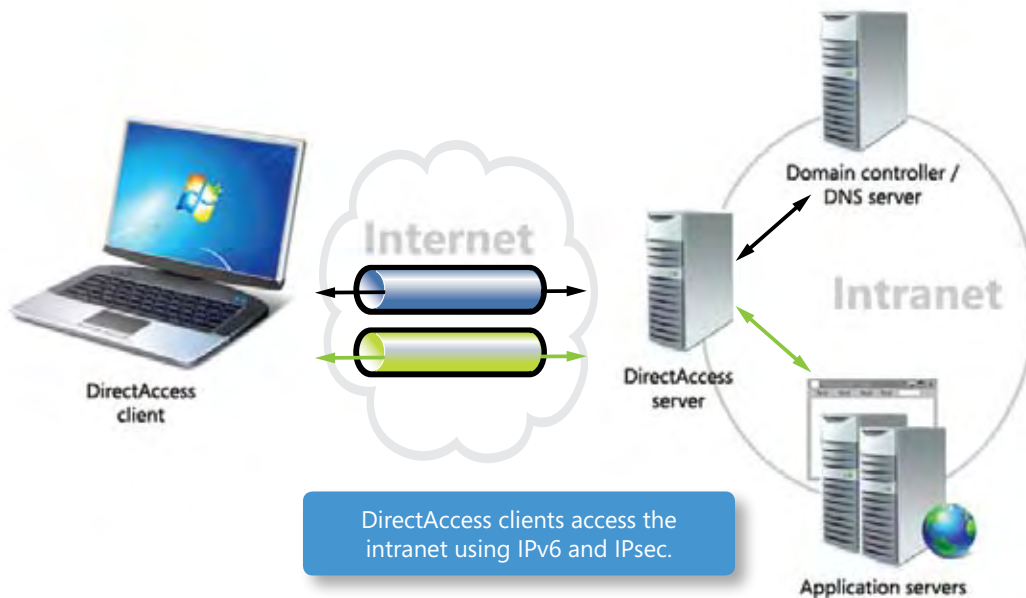 Internet
Domain controller /
DNS server
Intranet
DirectAccess
client
DirectAccess
server
DirectAccess clients access the
intranet using IPv6 and IPsec.
Application servers